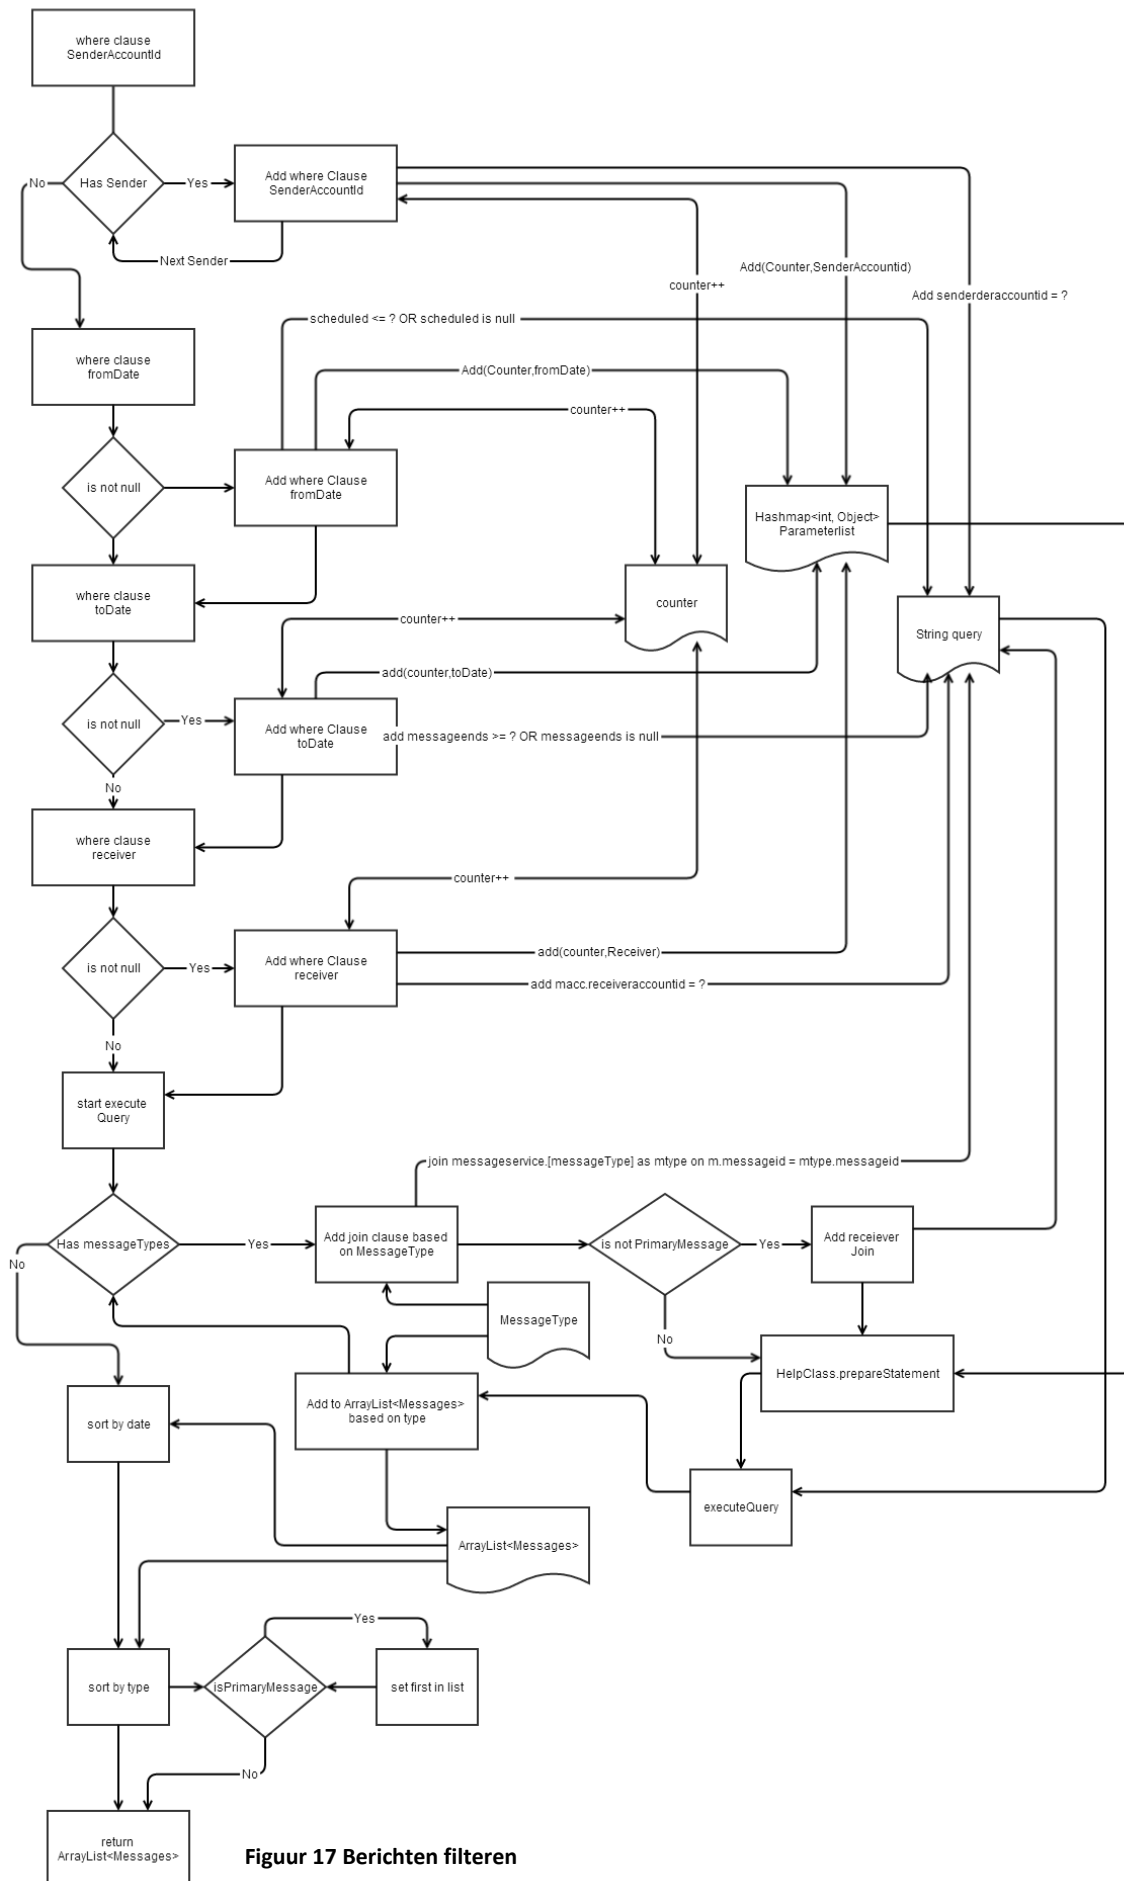 where clause
SenderAccountId
Has Sender
No
Yes
Add where Clause
SenderAccountId
Next Sender
Add(Counter,SenderAccountid)
counter++
Add senderderaccountid = ?
scheduled <= ? OR scheduled is null
where clause
fromDate
Add(Counter,fromDate)
counter++
is not null
Add where Clause
fromDate
Hashmap<int, Object>
Parameterlist
where clause
toDate
counter
counter++
String query
add(counter,toDate)
is not null
Yes
Add where Clause
toDate
add messageends >= ? OR messageends is null
No
where clause
receiver
counter++
is not null
Yes
Add where Clause
receiver
add(counter,Receiver)
add macc.receiveraccountid = ?
No
start execute
Query
join messageservice.[messageType] as mtype on m.messageid = mtype.messageid
Has messageTypes
Yes
Add join clause based
on MessageType
is not PrimaryMessage
Yes
Add receiever
Join
No
MessageType
No
HelpClass.prepareStatement
Add to ArrayList<Messages>
based on type
sort by date
executeQuery
ArrayList<Messages>
Yes
sort by type
isPrimaryMessage
set first in list
No
return
ArrayList<Messages>
Figuur 17 Berichten filteren